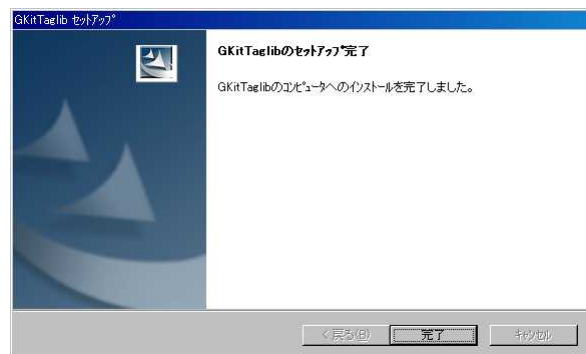 GKitTaglib セットアップ
GKitTaglibのセットアップ完了
GKitTaglibのコンピュータへのインストールを完了しました。
< 戻る(B)
完了
キャンセル